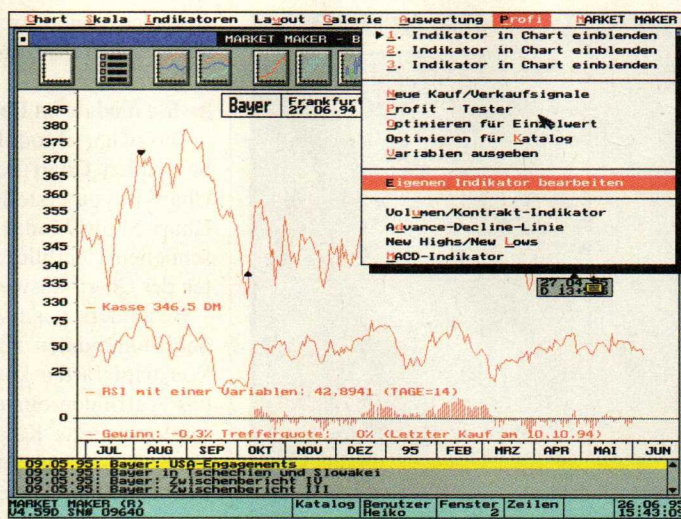 Chart Skala Indikatoren Layout Galerie Auswertung Profi MARKET MAKER
MARKET MAKER - B
1. Indikator in Chart einblenden
2. Indikator in Chart einblenden
3. Indikator in Chart einblenden
Neue Kauf/Verkaufsignale
Profit - Tester
Optimieren für Einzelwert
Optimieren für Katalog
Variablen ausgeben
Eigenen Indikator bearbeiten
Volumen/Kontrakt-Indikator
Advance-Decline-Linie
New Highs/New Lows
MACD-Indikator
Bayer Frankfurt
27.06.94
385
380
375
370
365
360
355
350
345
340
335
330
27.04.95
— Kasse 346,5 DM
75
50
25
— RSI mit einer Variablen: 42,8941 (TAGE=14)
0
— Gewinn: -0,3% Trefferquote: 0% (Letzter Kauf am 10.10.94)
JUL AUG SEP OKT NOV DEZ 95 FEB MRZ APR MAI JUN
09.05.95: Bayer: USA-Engagements
09.05.95: Bayer in Tschechien und Slowakei
09.05.95: Bayer: Zwischenbericht IV
09.05.95: Bayer: Zwischenbericht III
MARKET MAKER (R) Katalog Benutzer Fenster Zeilen 26.06.95
V4.59D SN# 09640 Heiko 2 15:43:09